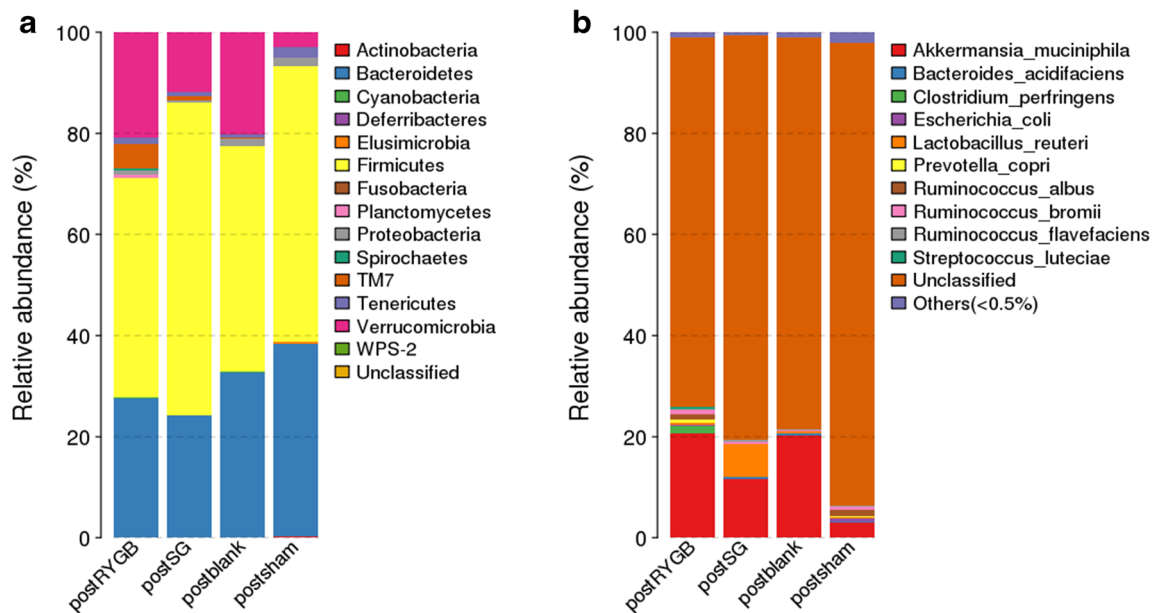 a
Relative abundance (%)
100
80
60
40
20
0
postRYGB
postSG
postblank
postsham
Actinobacteria
Bacteroidetes
Cyanobacteria
Deferribacteres
Elusimicrobia
Firmicutes
Fusobacteria
Planctomycetes
Proteobacteria
Spirochaetes
TM7
Tenericutes
Verrucomicrobia
WPS-2
Unclassified
b
Relative abundance (%)
100
80
60
40
20
0
postRYGB
postSG
postblank
postsham
Akkermansia_muciniphila
Bacteroides_acidifaciens
Clostridium_perfringens
Escherichia_coli
Lactobacillus_reuteri
Prevotella_copri
Ruminococcus_albus
Ruminococcus_bromii
Ruminococcus_flavefaciens
Streptococcus_luteciae
Unclassified
Others(<0.5%)